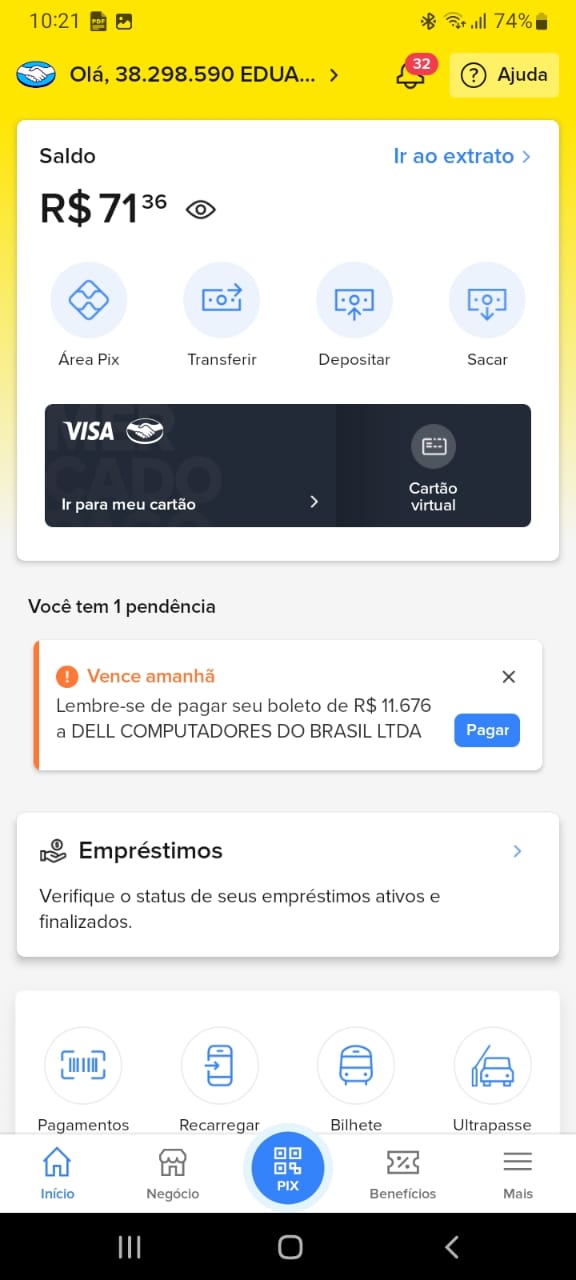 10:21
PDF
74%
Olá, 38.298.590 EDUA...
32
Ajuda
Saldo
Ir ao extrato
R$ 71 36
Área Pix
Transferir
Depositar
Sacar
VISA
MERCADO
Ir para meu cartão
Cartão
virtual
Você tem 1 pendência
Vence amanhã
Lembre-se de pagar seu boleto de R$ 11.676
a DELL COMPUTADORES DO BRASIL LTDA
Pagar
Empréstimos
Verifique o status de seus empréstimos ativos e
finalizados.
Pagamentos
Recarregar
Bilhete
Ultrapasse
Início
Negócio
PIX
Benefícios
Mais